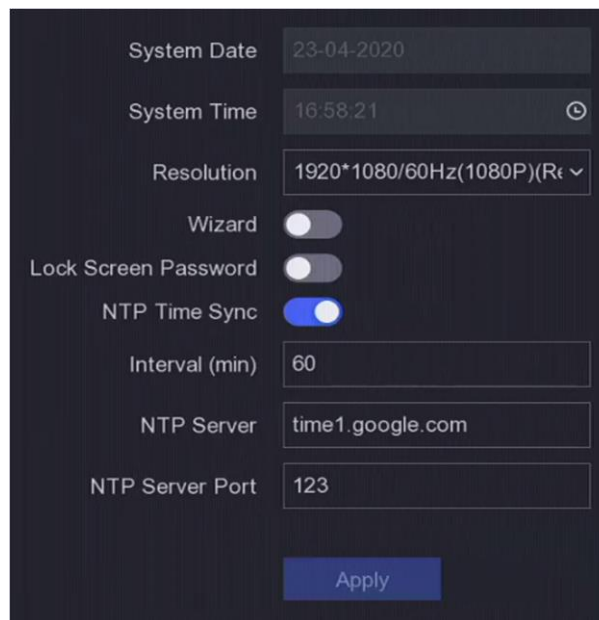 System Date 23-04-2020
System Time 16:58:21
Resolution 1920*1080/60Hz(1080P)(Re
Wizard
Lock Screen Password
NTP Time Sync
Interval (min) 60
NTP Server time1.google.com
NTP Server Port 123
Apply